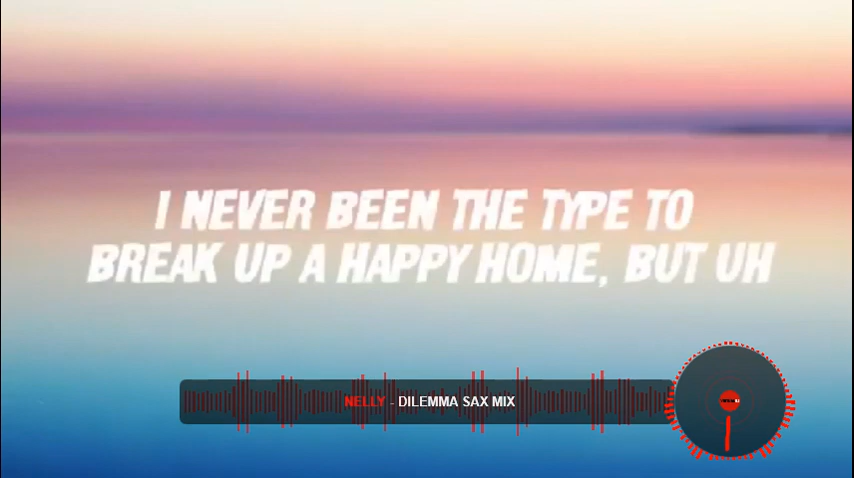 I NEVER BEEN THE TYPE TO
BREAK UP A HAPPY HOME, BUT UH
NELLY - DILEMMA SAX MIX